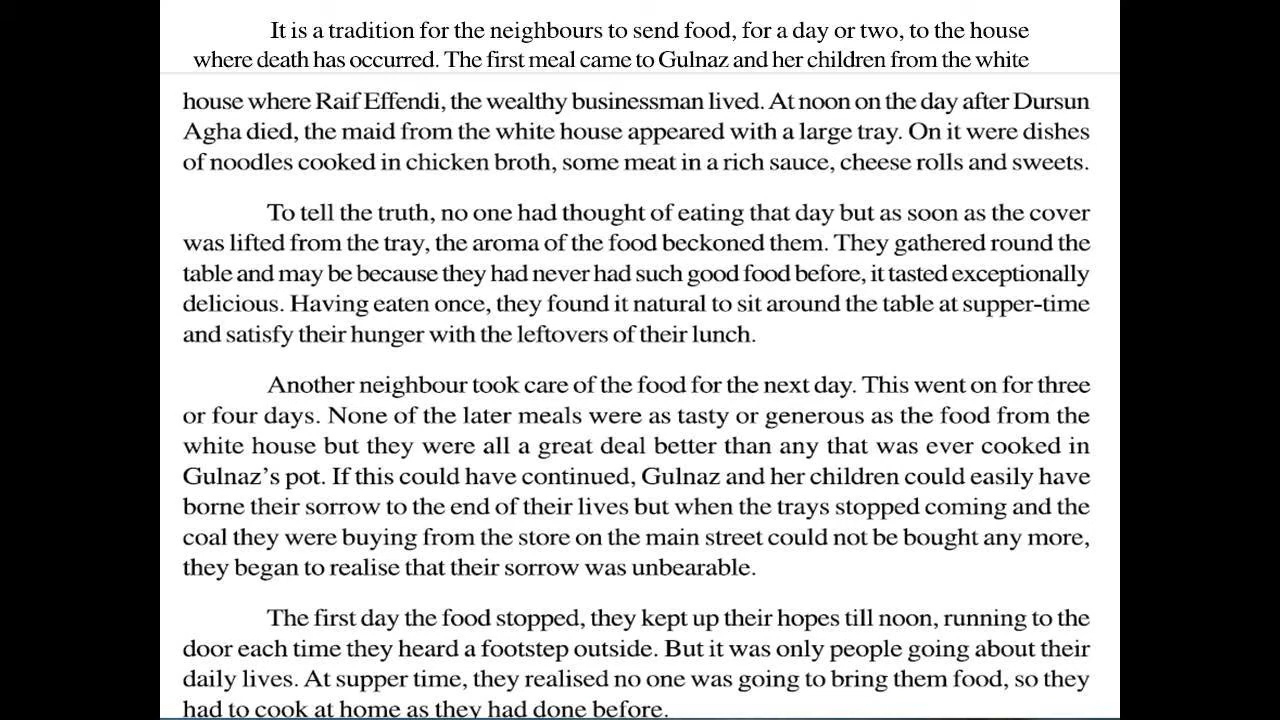 It is a tradition for the neighbours to send food, for a day or two, to the house
where death has occurred. The first meal came to Gulnaz and her children from the white
house where Raif Effendi, the wealthy businessman lived. At noon on the day after Dursun
Agha died, the maid from the white house appeared with a large tray. On it were dishes
of noodles cooked in chicken broth, some meat in a rich sauce, cheese rolls and sweets.
To tell the truth, no one had thought of eating that day but as soon as the cover
was lifted from the tray, the aroma of the food beckoned them. They gathered round the
table and may be because they had never had such good food before, it tasted exceptionally
delicious. Having eaten once, they found it natural to sit around the table at supper-time
and satisfy their hunger with the leftovers of their lunch.
Another neighbour took care of the food for the next day. This went on for three
or four days. None of the later meals were as tasty or generous as the food from the
white house but they were all a great deal better than any that was ever cooked in
Gulnaz's pot. If this could have continued, Gulnaz and her children could easily have
borne their sorrow to the end of their lives but when the trays stopped coming and the
coal they were buying from the store on the main street could not be bought any more,
they began to realise that their sorrow was unbearable.
The first day the food stopped, they kept up their hopes till noon, running to the
door each time they heard a footstep outside. But it was only people going about their
daily lives. At supper time, they realised no one was going to bring them food, so they
had to cook at home as they had done before.